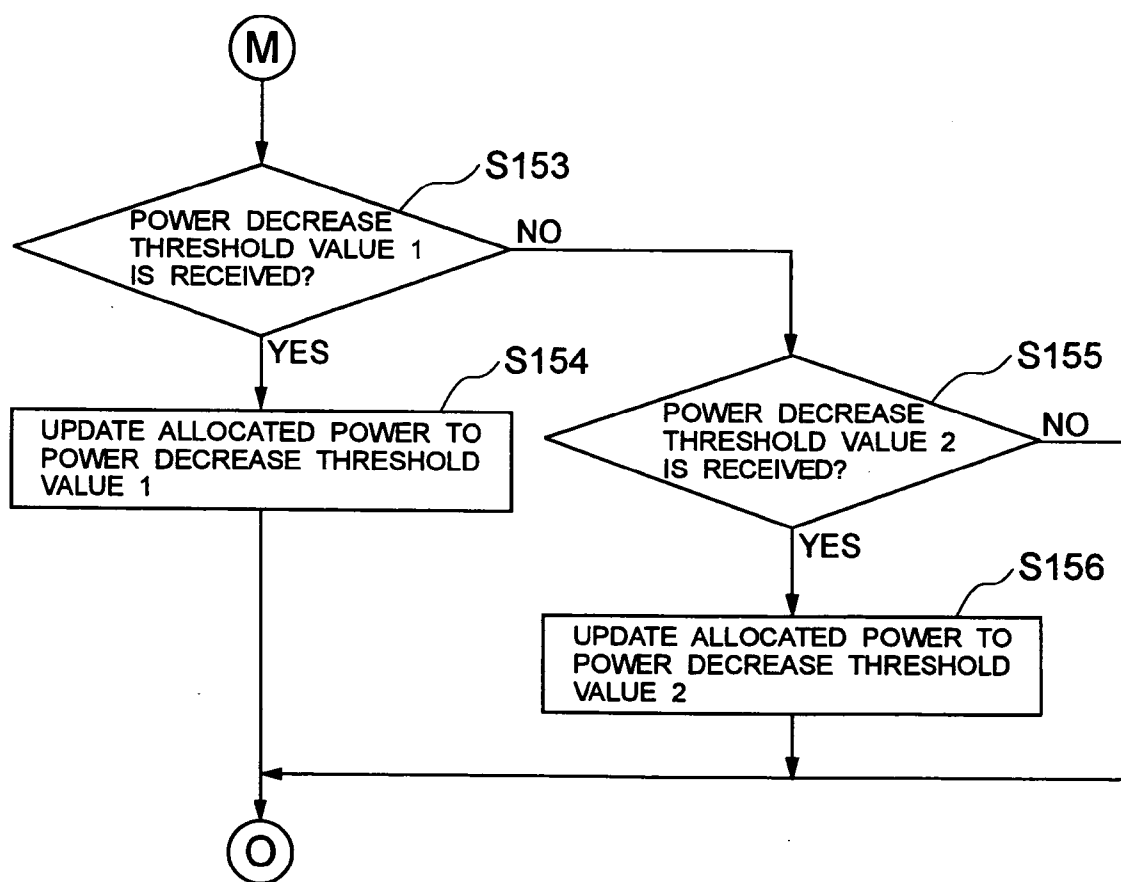 M
S153
POWER DECREASE
THRESHOLD VALUE 1
IS RECEIVED?
NO
YES
S154
UPDATE ALLOCATED POWER TO
POWER DECREASE THRESHOLD
VALUE 1
S155
POWER DECREASE
THRESHOLD VALUE 2
IS RECEIVED?
NO
YES
S156
UPDATE ALLOCATED POWER TO
POWER DECREASE THRESHOLD
VALUE 2
O